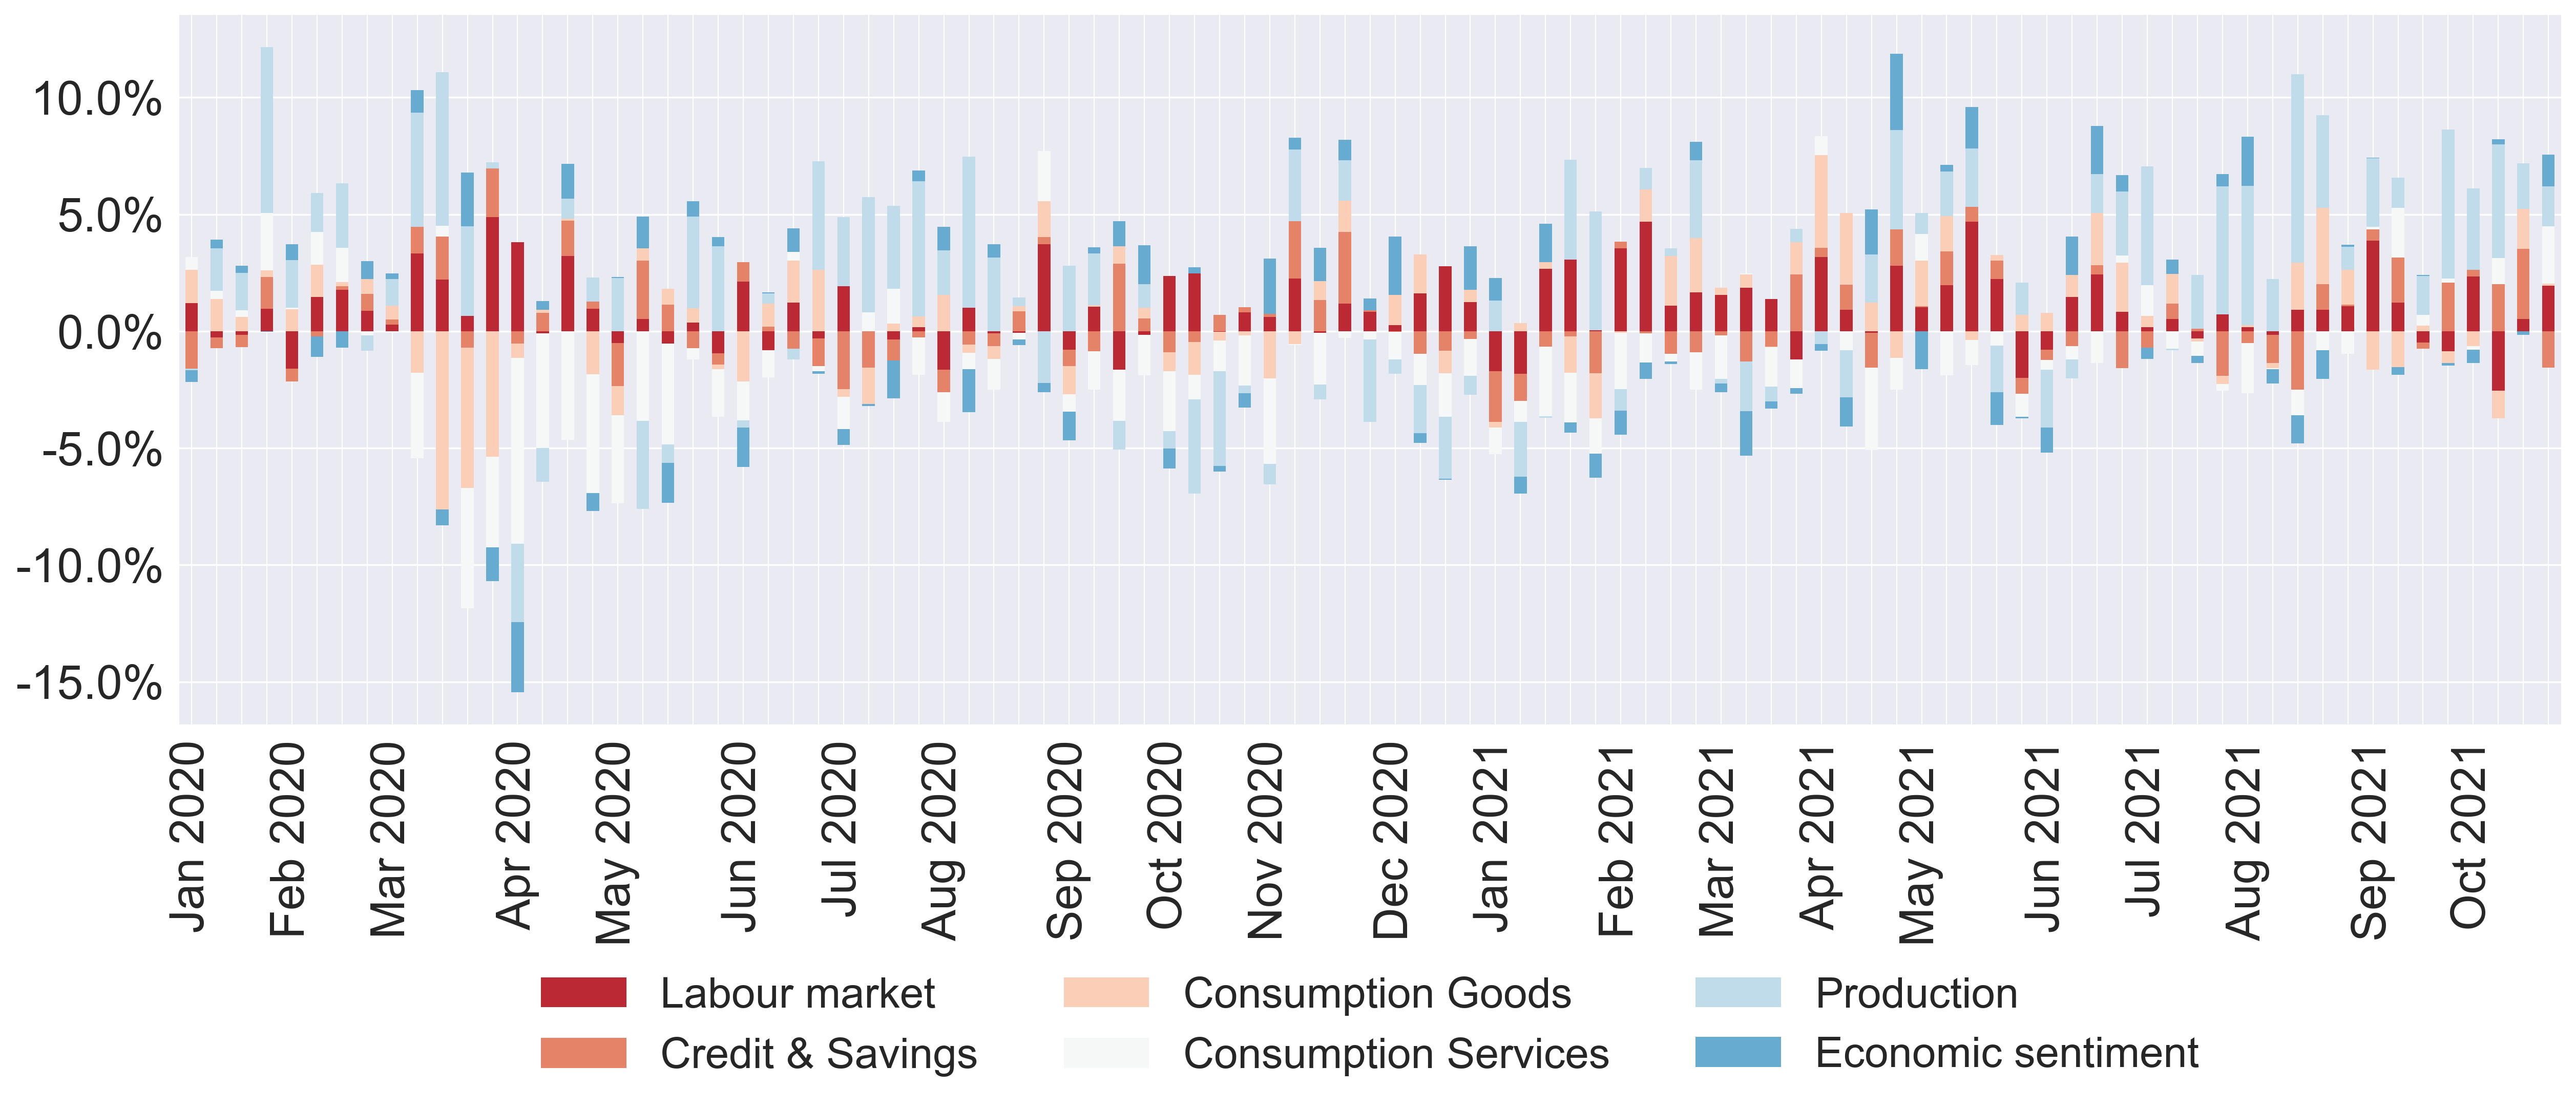 10.0%
5.0%
0.0%
-5.0%
-10.0%
-15.0%
Jan 2020
Feb 2020
Mar 2020
Apr 2020
May 2020
Jun 2020
Jul 2020
Aug 2020
Sep 2020
Oct 2020
Nov 2020
Dec 2020
Jan 2021
Feb 2021
Mar 2021
Apr 2021
May 2021
Jun 2021
Jul 2021
Aug 2021
Sep 2021
Oct 2021
Labour market
Consumption Goods
Production
Credit & Savings
Consumption Services
Economic sentiment